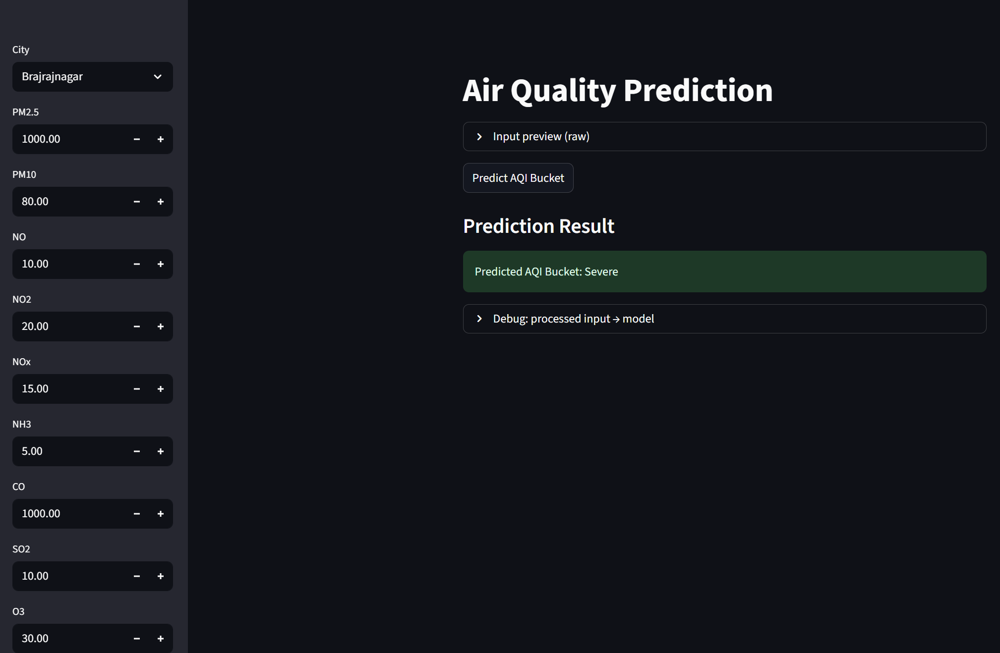 City
Brajrajnagar
PM2.5
1000.00
PM10
80.00
NO
10.00
NO2
20.00
NOx
15.00
NH3
5.00
CO
1000.00
SO2
10.00
O3
30.00
Air Quality Prediction
Input preview (raw)
Predict AQI Bucket
Prediction Result
Predicted AQI Bucket: Severe
Debug: processed input → model